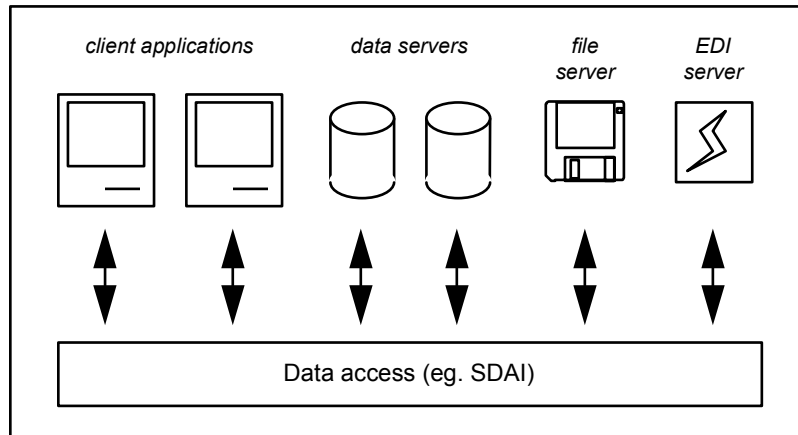 client applications
data servers
file
server
EDI
server
Data access (eg. SDAI)